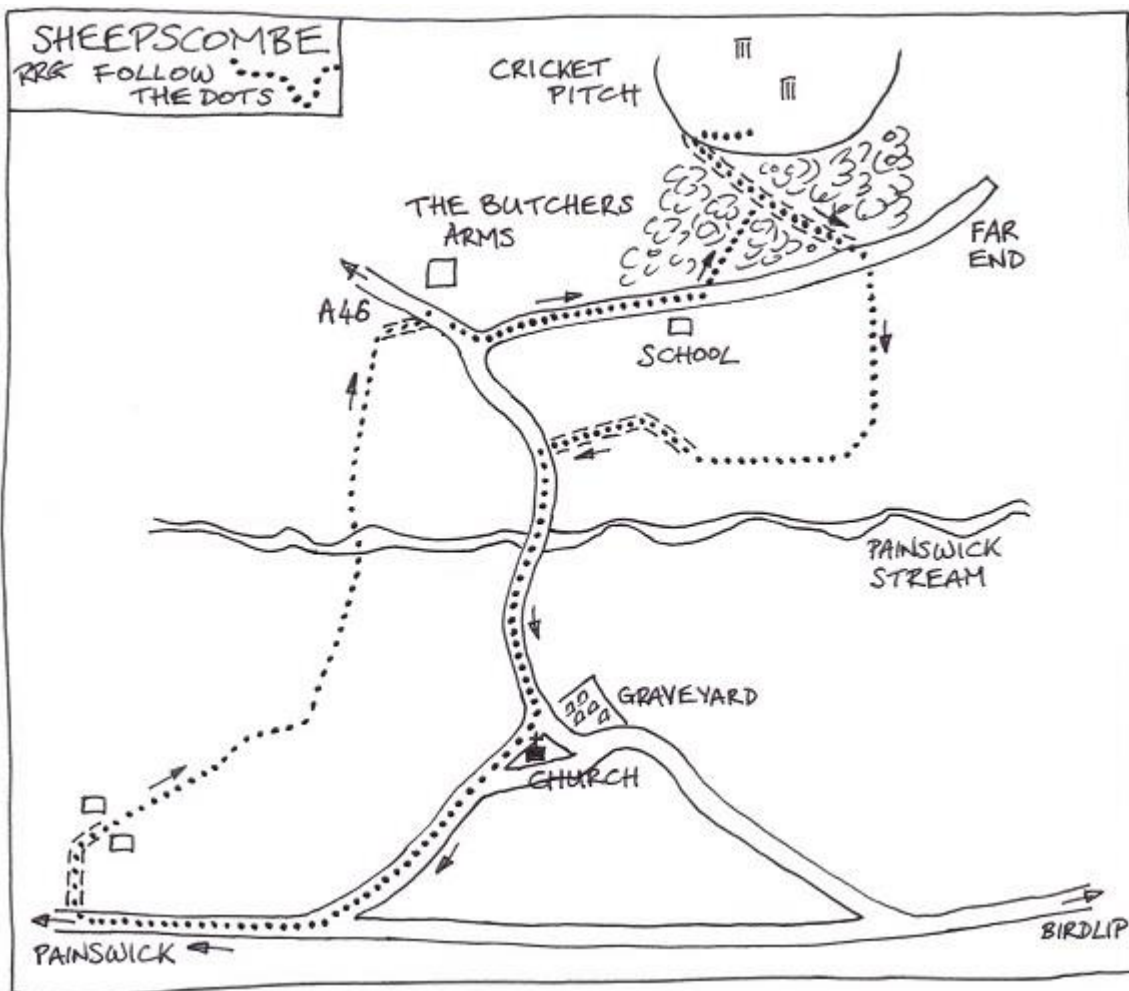 SHEEPSCOMBE
RRG FOLLOW
THE DOTS
CRICKET
PITCH
THE BUTCHERS
ARMS
FAR
END
A46
SCHOOL
PAINSWICK
STREAM
GRAVEYARD
CHURCH
PAINSWICK
BIRDLIP